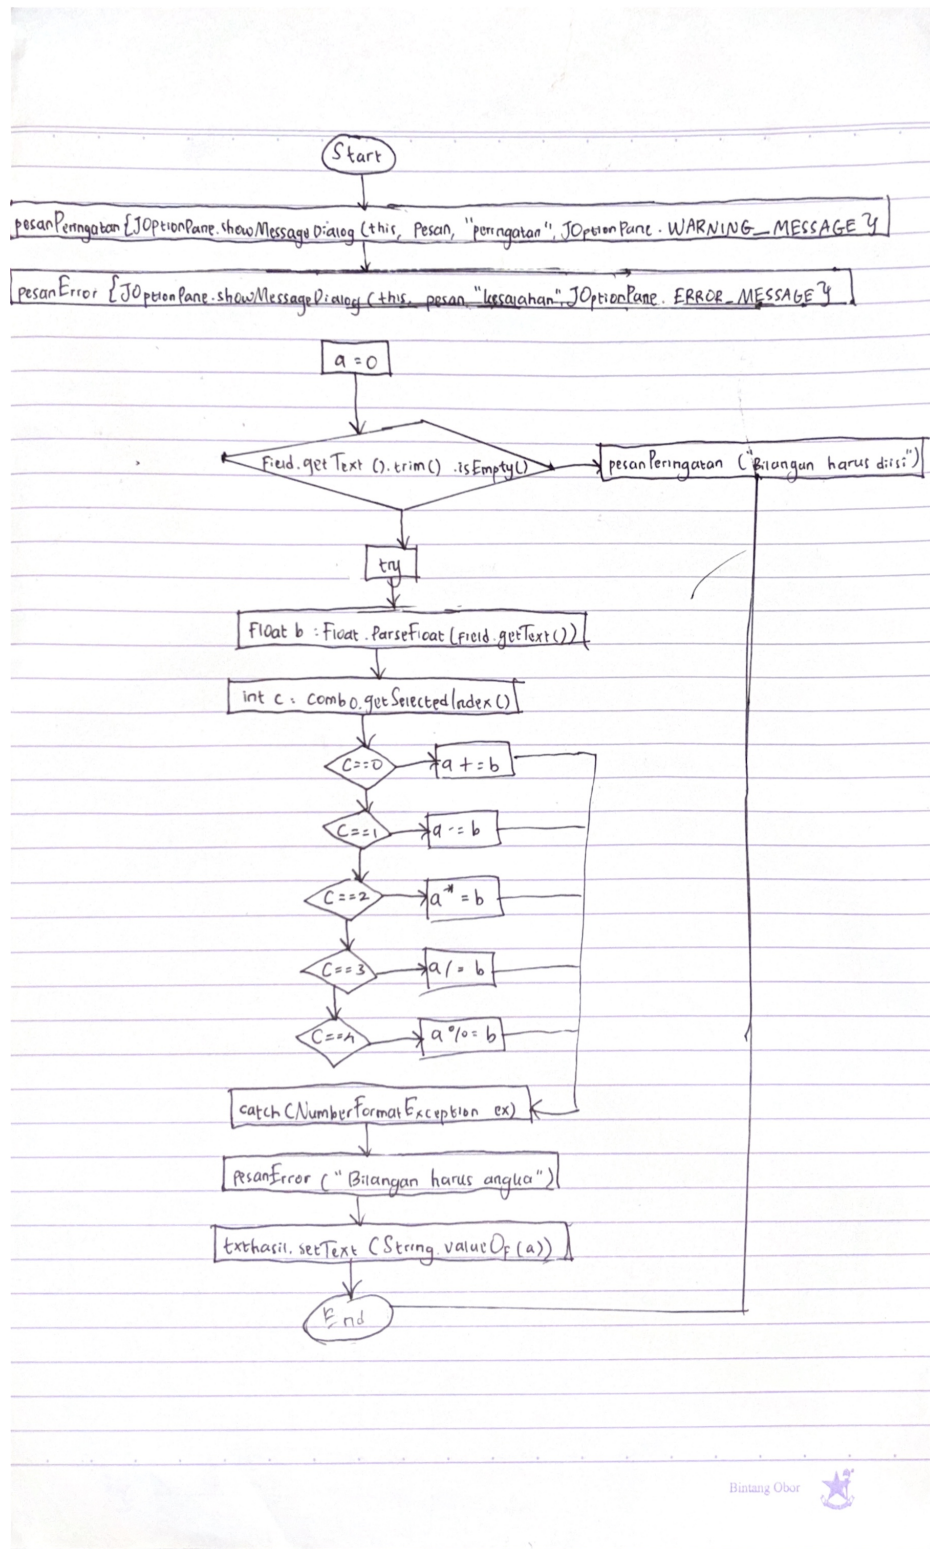 Start
pesanPeringatan {JOptionPane.showMessageDialog (this, Pesan, "peringatan", JOptionPane. WARNING_MESSAGE }
pesanError {JOptionPane.showMessageDialog (this, pesan, "kesalahan", JOptionPane. ERROR_MESSAGE }
a = 0
Field.getText ().trim() .isEmpty()
pesanPeringatan ("Bilangan harus diisi")
try
Float b : Float.ParseFloat (Field.getText())
int c : combo.getSelectedIndex()
C==0
a += b
C==1
a -= b
C==2
a* = b
C==3
a /= b
C==4
a %= b
catch (NumberFormatException ex)
pesanError ("Bilangan harus angka")
txthasil.setText (String.valueOf(a))
End
Bintang Obor